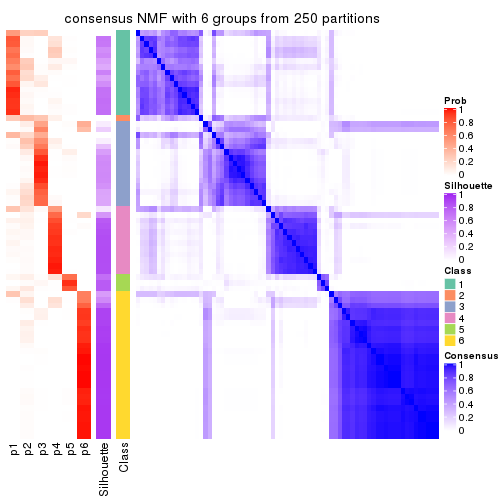 consensus NMF with 6 groups from 250 partitions
Prob
1
0.8
0.6
0.4
0.2
0
Silhouette
1
0.8
0.6
0.4
0.2
0
Class
1
2
3
4
5
6
Consensus
1
0.8
0.6
0.4
0.2
0
p1
p2
p3
p4
p5
p6
Silhouette
Class